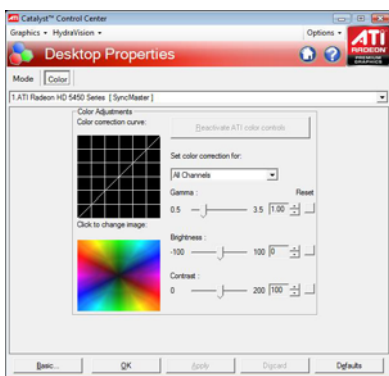 ATI Catalyst™ Control Center
Graphics HydraVision Options
Desktop Properties
ATI
RADEON
PREMIUM
GRAPHICS
Mode Color
1.ATI Radeon HD 5450 Series [ SyncMaster ]
Color Adjustments
Color correction curve:
Reactivate ATI color controls
Set color correction for:
All Channels
Gamma : Reset
0.5 3.5 1.00
Click to change image:
Brightness :
-100 100 0
Contrast :
0 200 100
Basic... OK Apply Discard Defaults